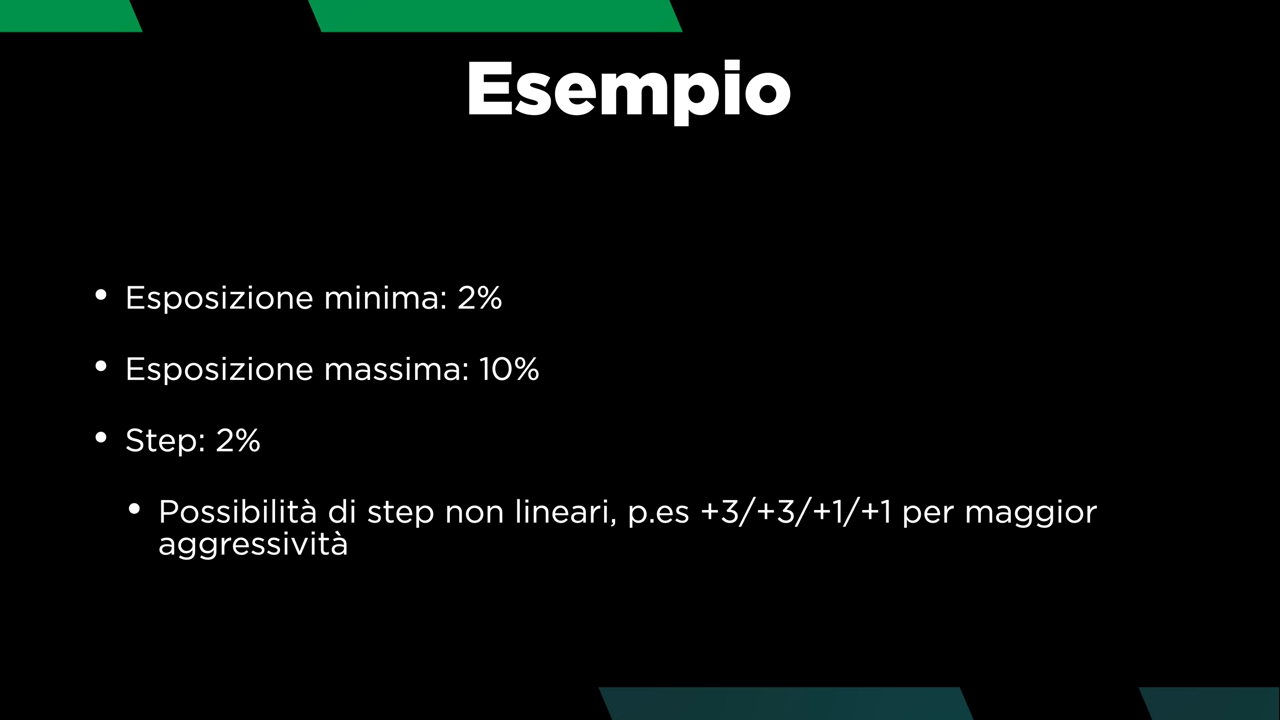 Esempio
• Esposizione minima: 2%
• Esposizione massima: 10%
• Step: 2%
• Possibilità di step non lineari, p.es +3/+3/+1/+1 per maggior
aggressività